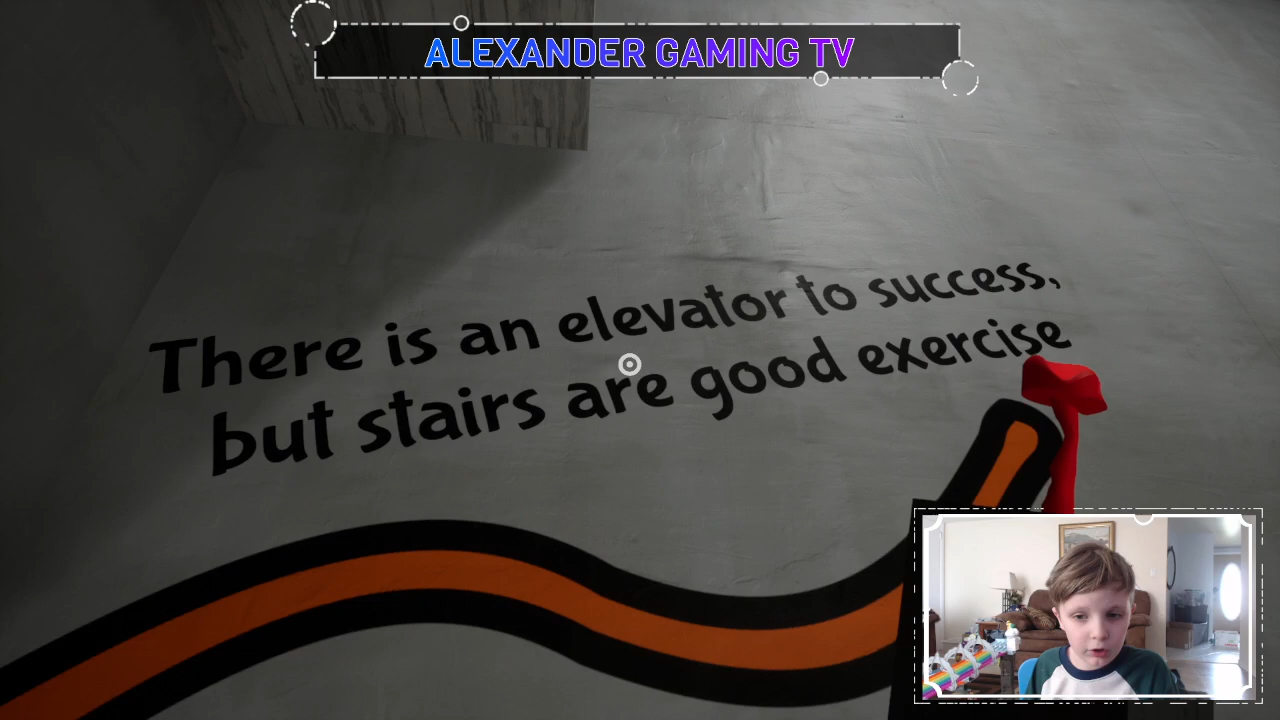 ALEXANDER GAMING TV
There is an elevator to success,
but stairs are good exercise